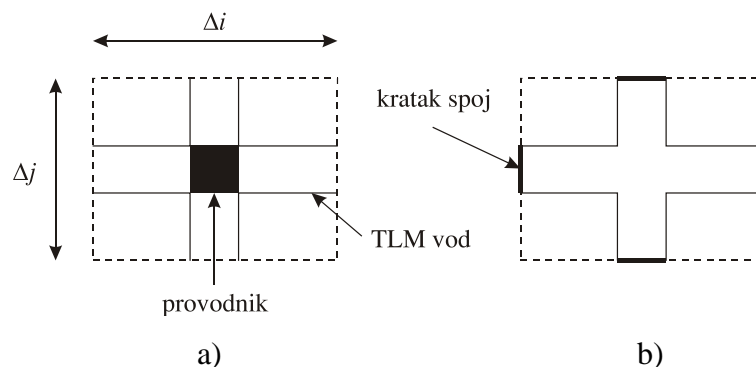 Δi
Δj
kratak spoj
TLM vod
provodnik
a)
b)